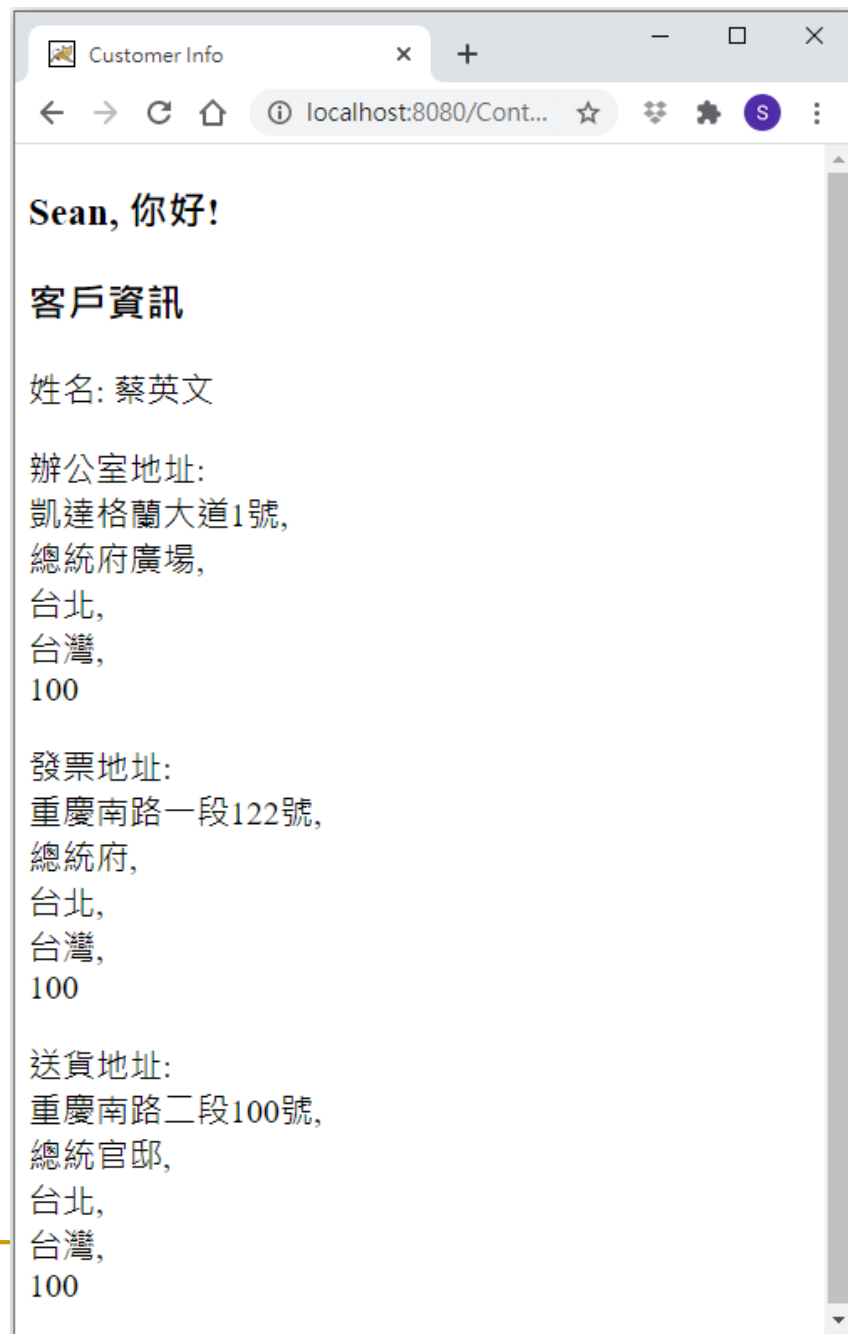 Customer Info
localhost:8080/Cont...
S
Sean, 你好!
客戶資訊
姓名: 蔡英文
辦公室地址:
凱達格蘭大道1號,
總統府廣場,
台北,
台灣,
100
發票地址:
重慶南路一段122號,
總統府,
台北,
台灣,
100
送貨地址:
重慶南路二段100號,
總統官邸,
台北,
台灣,
100